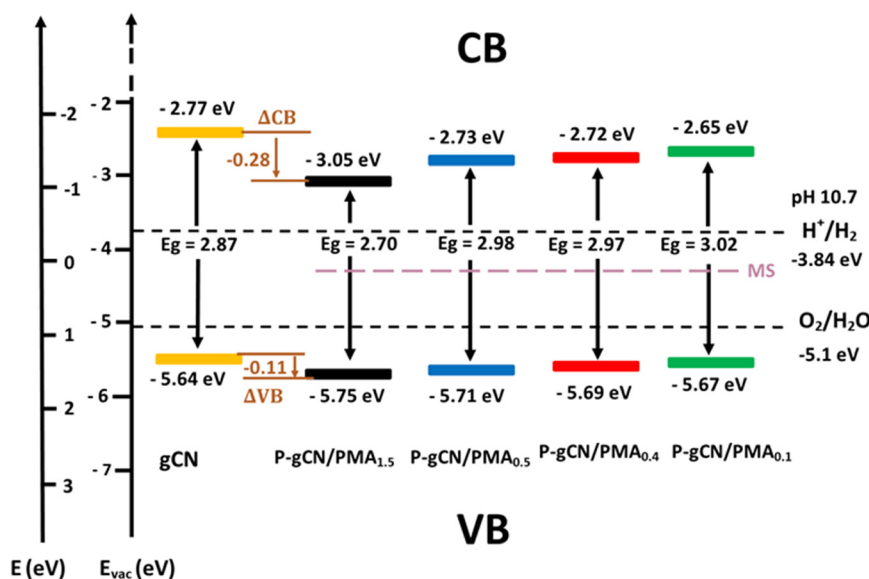 CB
- 2.77 eV
ΔCB
-0.28
- 3.05 eV
- 2.73 eV
- 2.72 eV
- 2.65 eV
-2
-1
0
1
2
3
- 2
- 3
- 4
- 5
- 6
- 7
pH 10.7
H⁺/H₂
-3.84 eV
Eg = 2.87
Eg = 2.70
Eg = 2.98
Eg = 2.97
Eg = 3.02
MS
O₂/H₂O
-5.1 eV
-0.11
ΔVB
-5.64 eV
- 5.75 eV
- 5.71 eV
- 5.69 eV
- 5.67 eV
gCN
P-gCN/PMA₁.₅
P-gCN/PMA₀.₅
P-gCN/PMA₀.₄
P-gCN/PMA₀.₁
VB
E (eV)
Evac (eV)